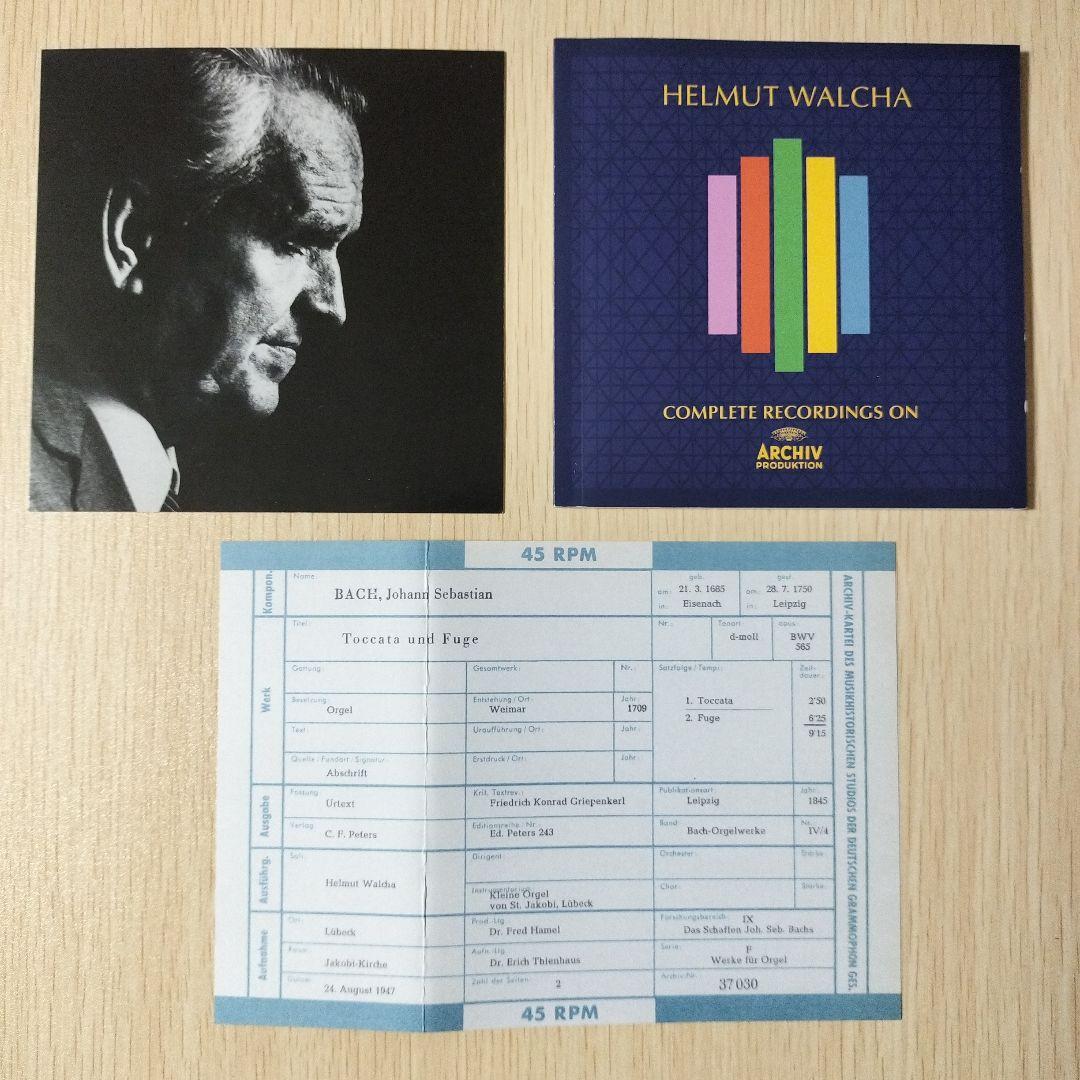 HELMUT WALCHA
COMPLETE RECORDINGS ON
ARCHIV
PRODUKTION
45 RPM
Kompon.
Name:
BACH, Johann Sebastian
geb.
am: 21. 3. 1685
in: Eisenach
gest.
am: 28. 7. 1750
in: Leipzig
Werk
Titel:
Toccata und Fuge
Nr.:
Tonart
d-moll
opus:
BWV
565
Gattung:
Gesamtwerk:
Nr.:
Satzfolge / Temp.:
Zeit-
dauer:
Besetzung:
Orgel
Entstehung / Ort:
Weimar
Jahr:
1709
1. Toccata
2'50
2. Fuge
6'25
9'15
Text:
Uraufführung / Ort:
Jahr:
Quelle / Fundort / Signatur:
Abschrift
Erstdruck / Ort:
Jahr
Ausgabe
Fassung
Urtext
Krit. Textrev.:
Friedrich Konrad Griepenkerl
Publikationsort:
Leipzig
Jahr:
1845
Verlag
C. F. Peters
Editionsreihe / Nr.:
Ed. Peters 243
Band:
Bach-Orgelwerke
Nr.
IV/4
Ausführg.
Soli:
Helmut Walcha
Dirigent:
Orchester:
Stärke:
Kleine Orgel
von St. Jakobi, Lübeck
Chor:
Stärke:
Aufnahme
Ort:
Lübeck
Prod.-Ltg.
Dr. Fred Hamel
Forschungsbereich:
IX
Das Schaffen Joh. Seb. Bachs
Raum:
Jakobi-Kirche
Aufn.-Ltg.
Dr. Erich Thienhaus
Serie:
F
Werke für Orgel
Datum:
24. August 1947
Zahl der Seiten:
2
Archiv-Nr.
37 030
ARCHIV-KARTEI DES MUSIKHISTORISCHEN STUDIOS DER DEUTSCHEN GRAMMOPHON GES.
45 RPM